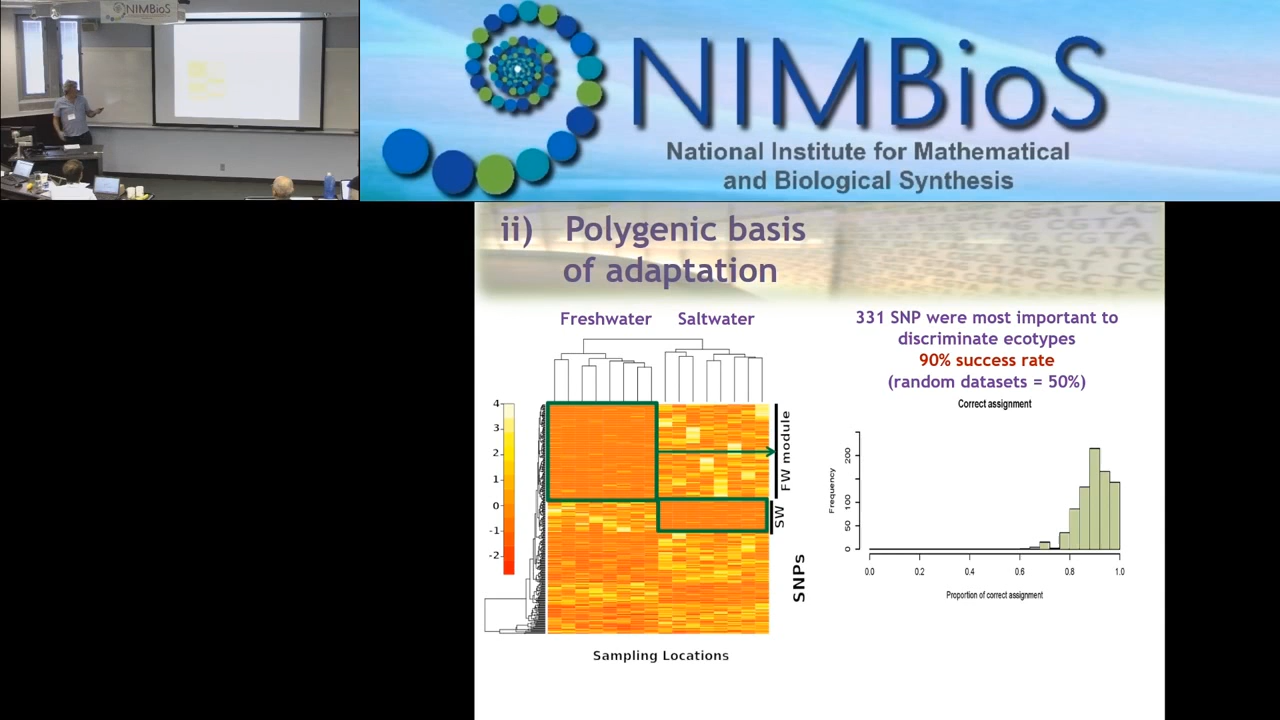 NIMBioS
NIMBioS
National Institute for Mathematical
and Biological Synthesis
ii) Polygenic basis
of adaptation
Freshwater Saltwater
331 SNP were most important to
discriminate ecotypes
90% success rate
(random datasets = 50%)
Correct assignment
4
3
2
1
0
-1
-2
FW module
SW
SNPs
Sampling Locations
Frequency
200
100
50
0
0.0 0.2 0.4 0.6 0.8 1.0
Proportion of correct assignment